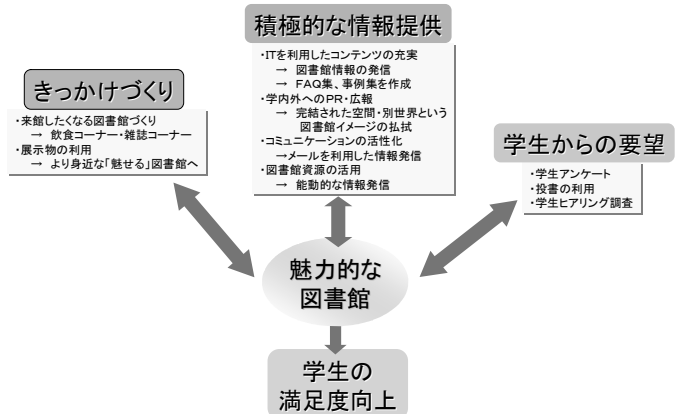 きっかけづくり
・来館したくなる図書館づくり
→ 飲食コーナー・雑誌コーナー
・展示物の利用
→ より身近な「魅せる」図書館へ
積極的な情報提供
・ITを利用したコンテンツの充実
→ 図書館情報の発信
→ FAQ集、事例集を作成
・学内外へのPR・広報
→ 完結された空間・別世界という
図書館イメージの払拭
・コミュニケーションの活性化
→メールを利用した情報発信
・図書館資源の活用
→ 能動的な情報発信
学生からの要望
・学生アンケート
・投書の利用
・学生ヒアリング調査
魅力的な
図書館
学生の
満足度向上